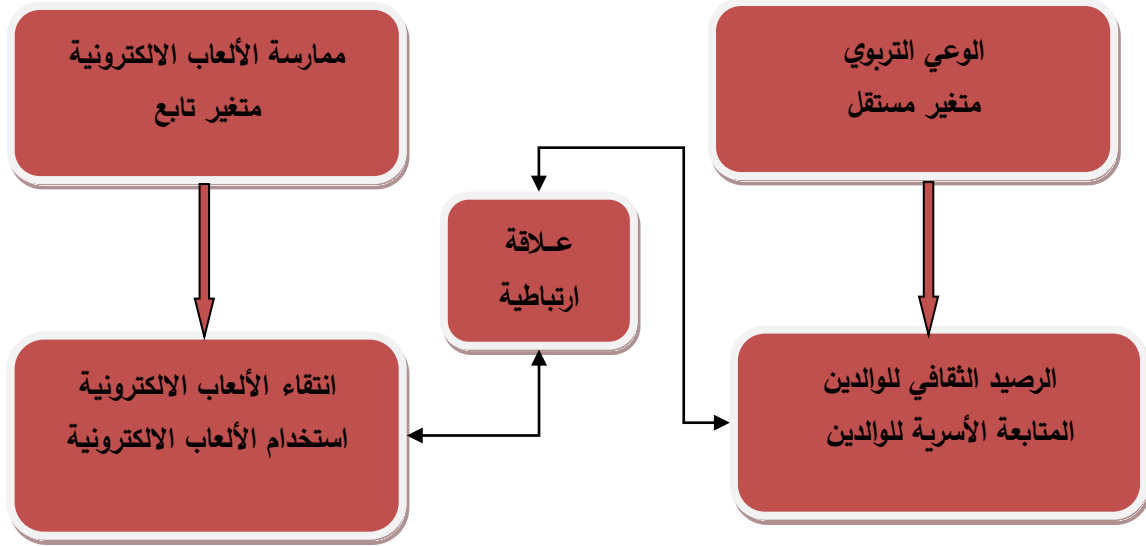 الوعي التربوي
متغير مستقل
ممارسة الألعاب الالكترونية
متغير تابع
عـلاقة
ارتباطية
الرصيد الثقافي للوالدين
المتابعة الأسرية للوالدين
انتقاء الألعاب الالكترونية
استخدام الألعاب الالكترونية